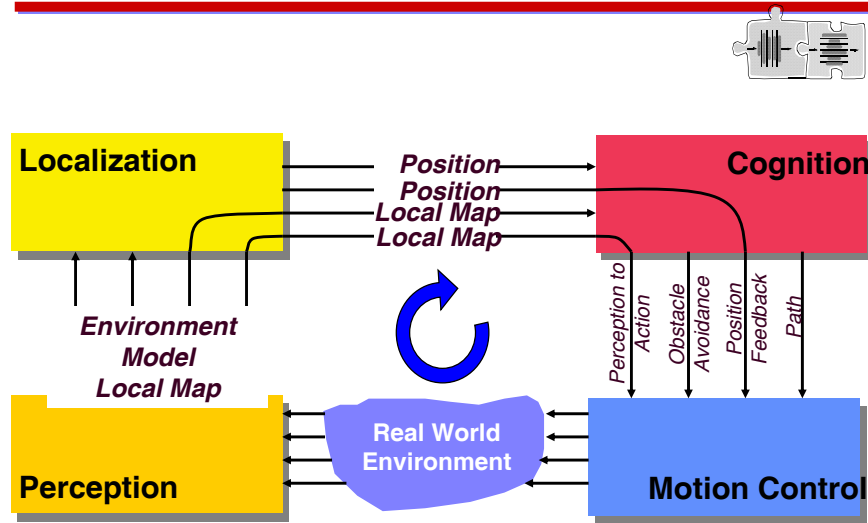 Localization
Position
Position
Local Map
Local Map
Cognition
Environment
Model
Local Map
Perception to
Action
Obstacle
Avoidance
Position
Feedback
Path
Perception
Real World
Environment
Motion Control